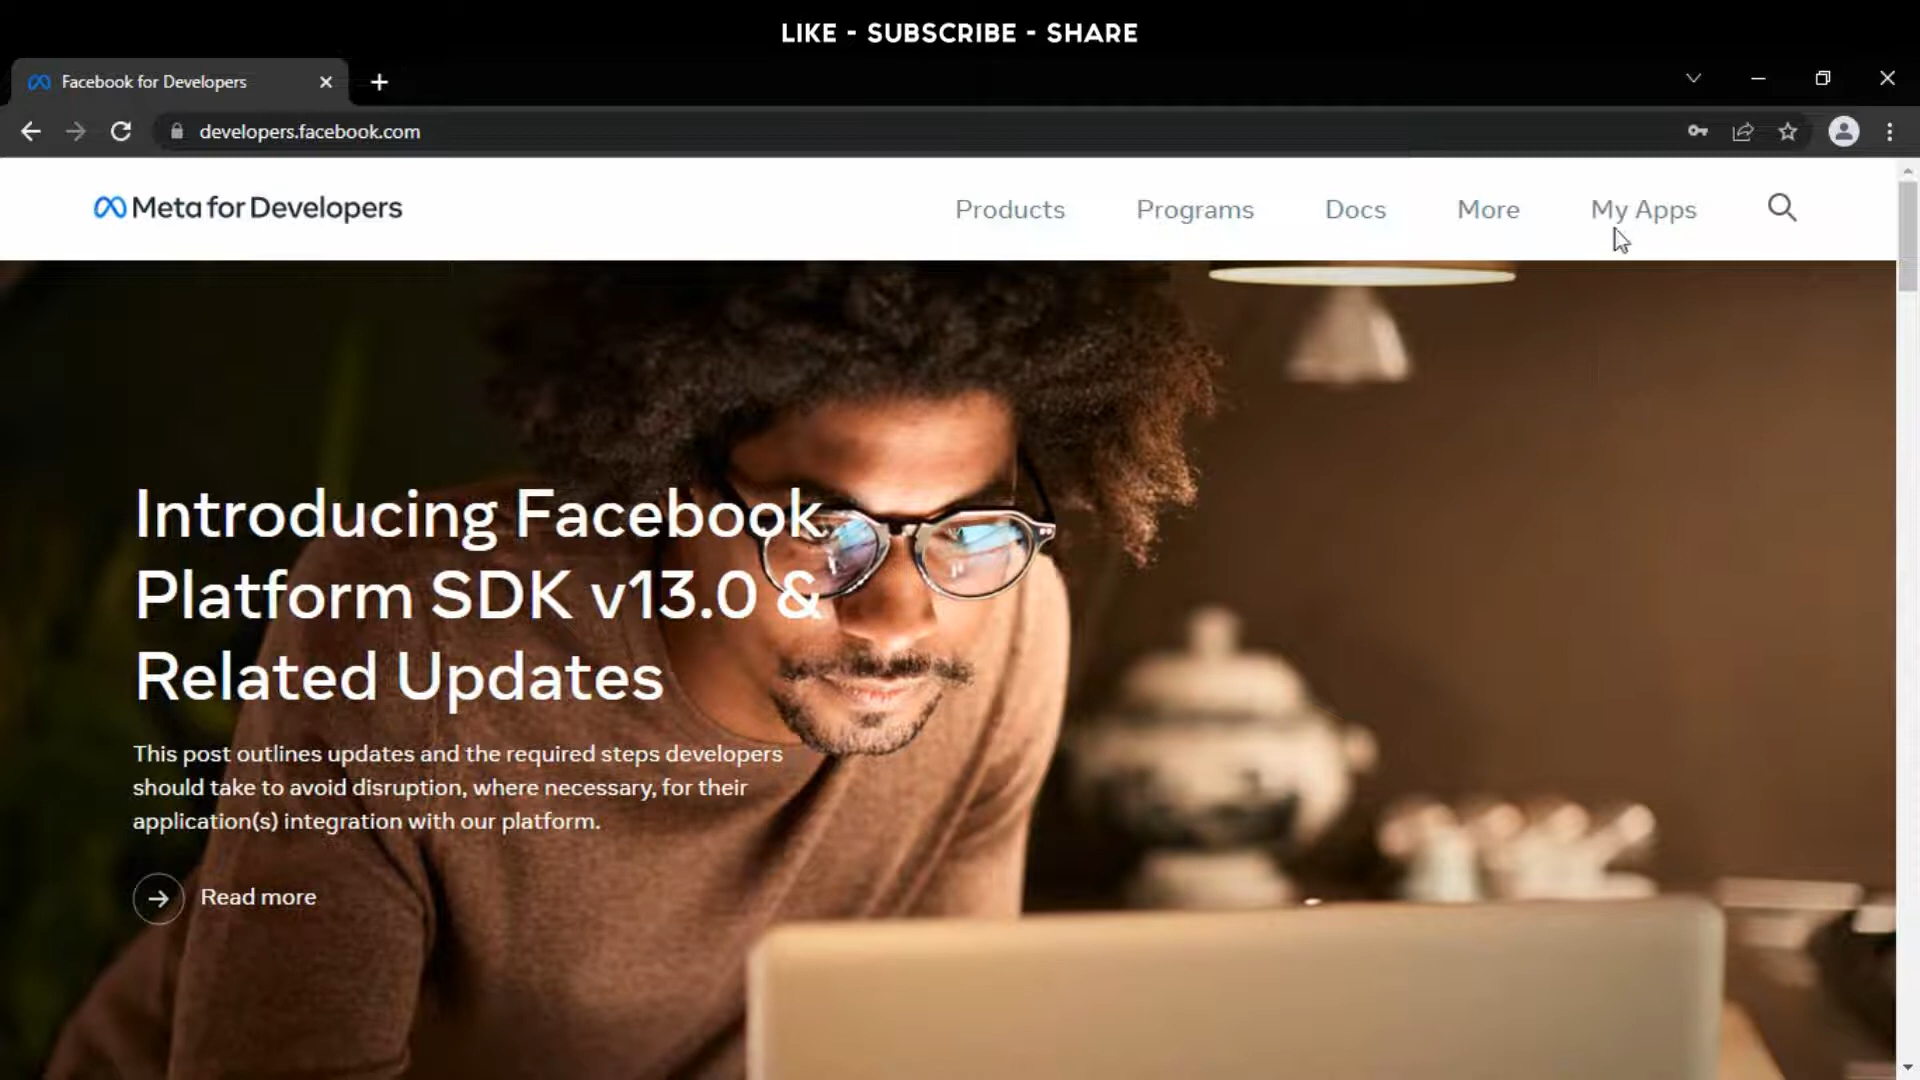 LIKE - SUBSCRIBE - SHARE
Facebook for Developers
developers.facebook.com
Meta for Developers
Products
Programs
Docs
More
My Apps
Introducing Facebook
Platform SDK v13.0 &
Related Updates
This post outlines updates and the required steps developers
should take to avoid disruption, where necessary, for their
application(s) integration with our platform.
Read more